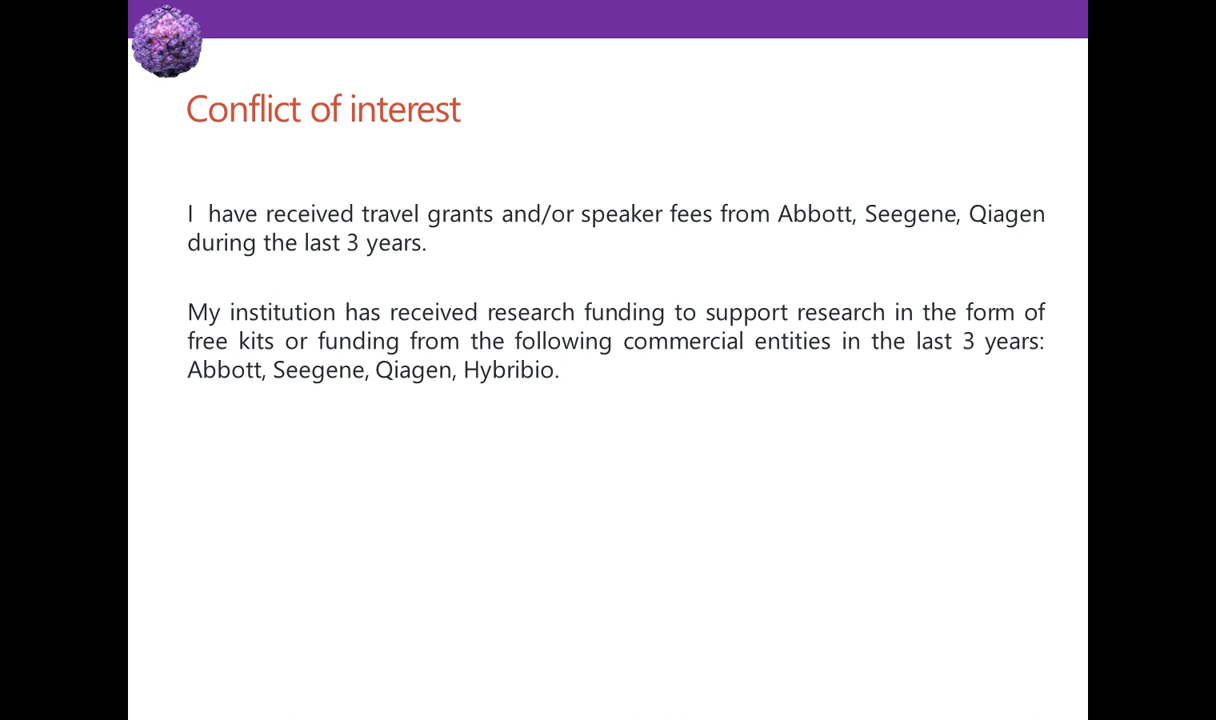 Conflict of interest
I have received travel grants and/or speaker fees from Abbott, Seegene, Qiagen
during the last 3 years.
My institution has received research funding to support research in the form of
free kits or funding from the following commercial entities in the last 3 years:
Abbott, Seegene, Qiagen, Hybribio.